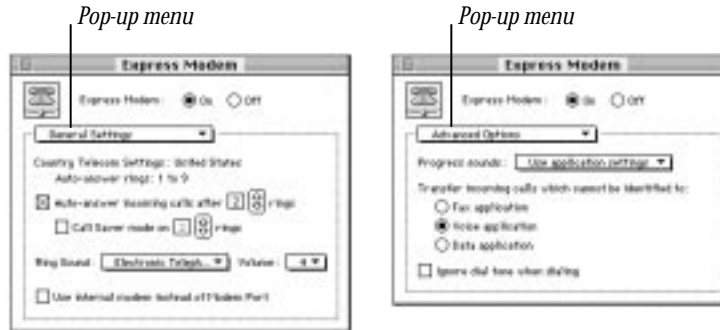 Pop-up menu
Express Modem
Express Modem: On Off
General Settings
Country Telecom Settings: United States
Auto-answer rings: 1 to 9
Auto-answer incoming calls after 2 rings
Call Saver mode on rings
Ring Sound: Electronic Teleph... Volume: 4
Use internal modem instead of Modem Port
Pop-up menu
Express Modem
Express Modem: On Off
Advanced Options
Progress sounds: Use application settings
Transfer incoming calls which cannot be identified to:
Fax application
Voice application
Data application
Ignore dial tone when dialing